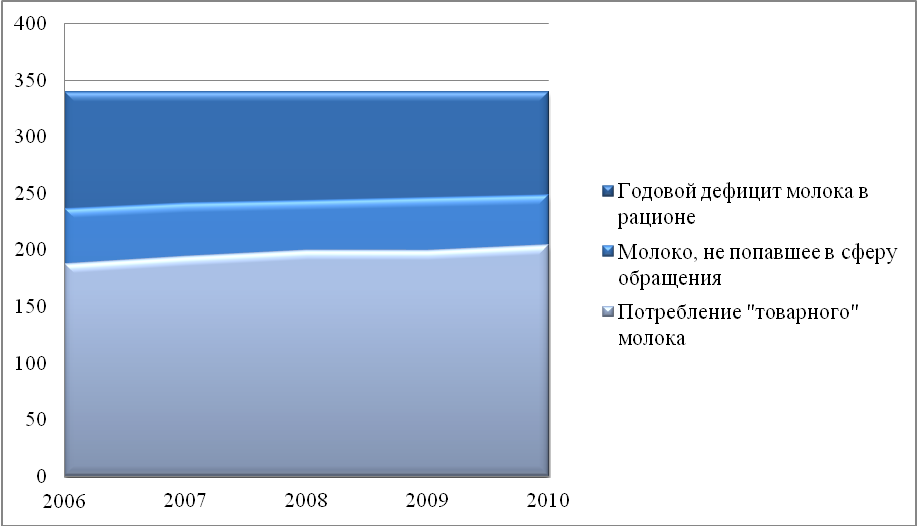 400
350
300
250
200
150
100
50
0
2006 2007 2008 2009 2010
Годовой дефицит молока в
рационе
Молоко, не попавшее в сферу
обращения
Потребление "товарного"
молока